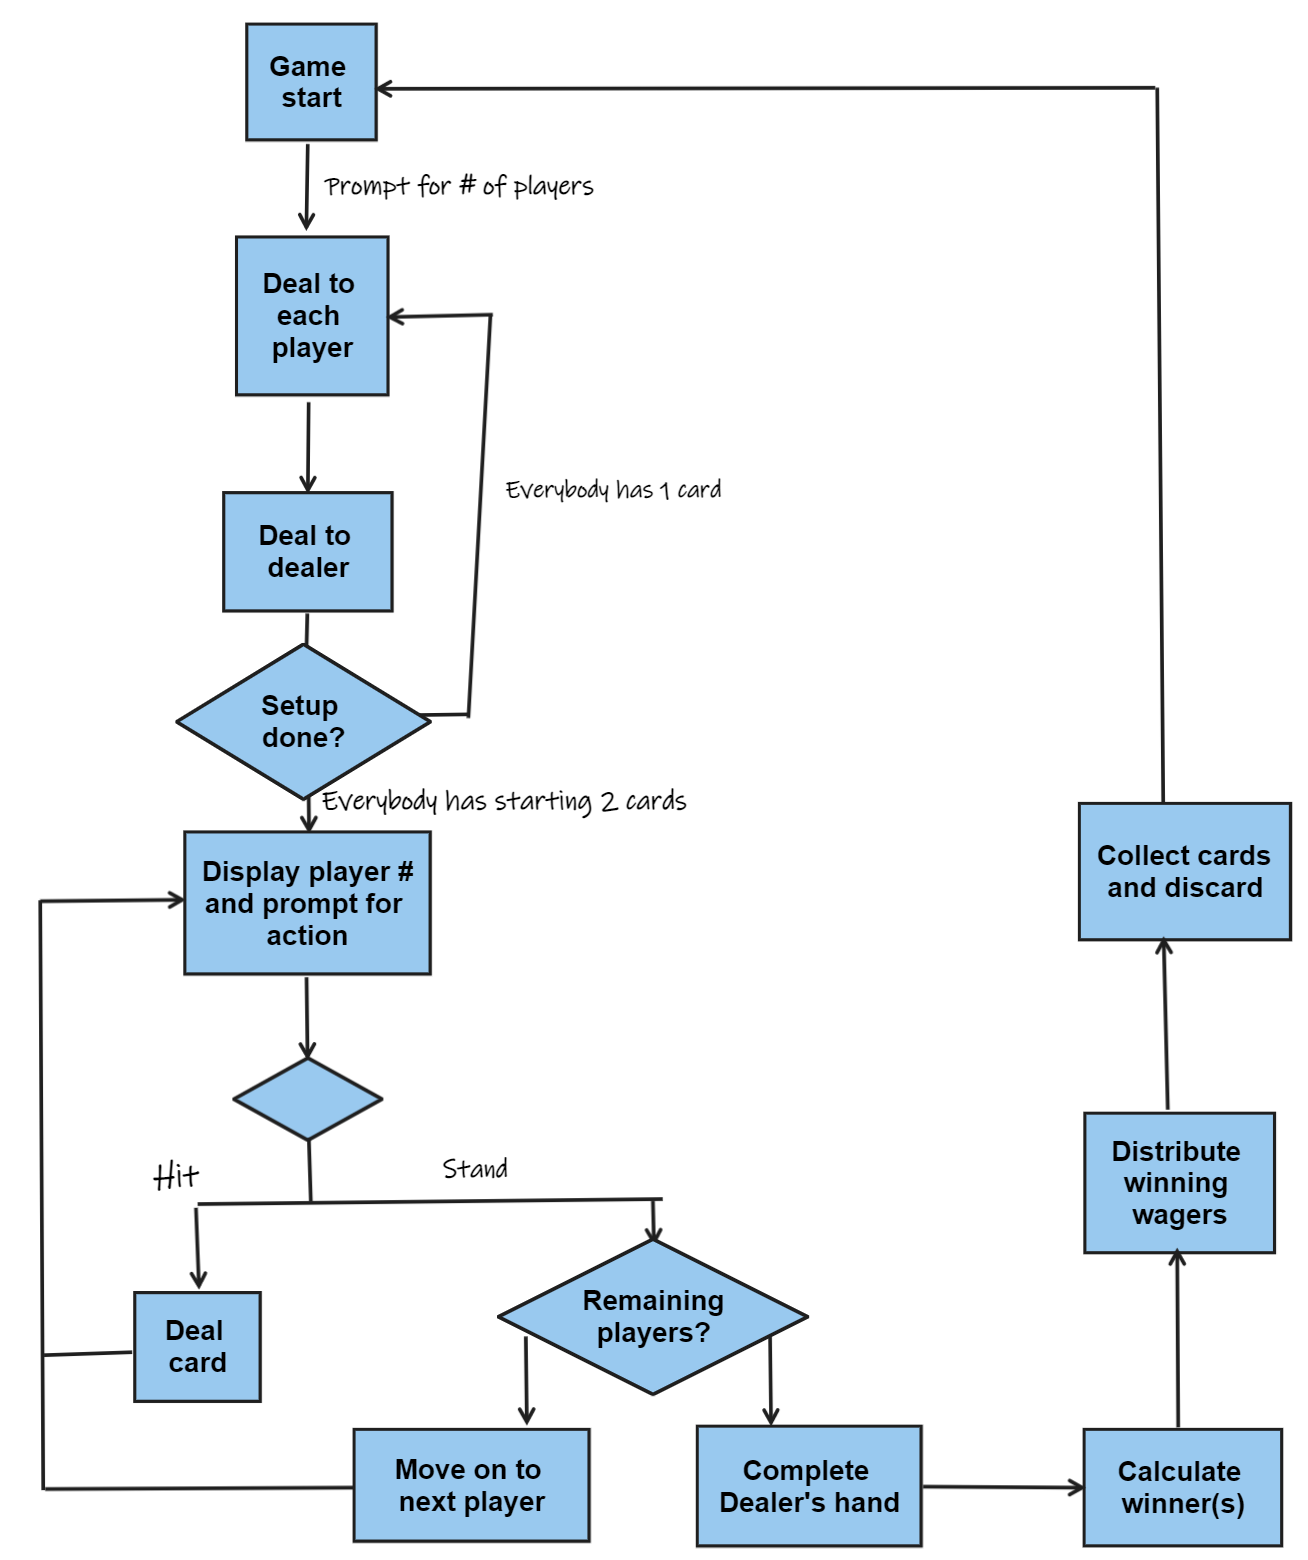 Game
start
Prompt for # of players
Deal to
each
player
Everybody has 1 card
Deal to
dealer
Setup
done?
Everybody has starting 2 cards
Display player #
and prompt for
action
Hit
Stand
Deal
card
Remaining
players?
Move on to
next player
Complete
Dealer's hand
Calculate
winner(s)
Distribute
winning
wagers
Collect cards
and discard